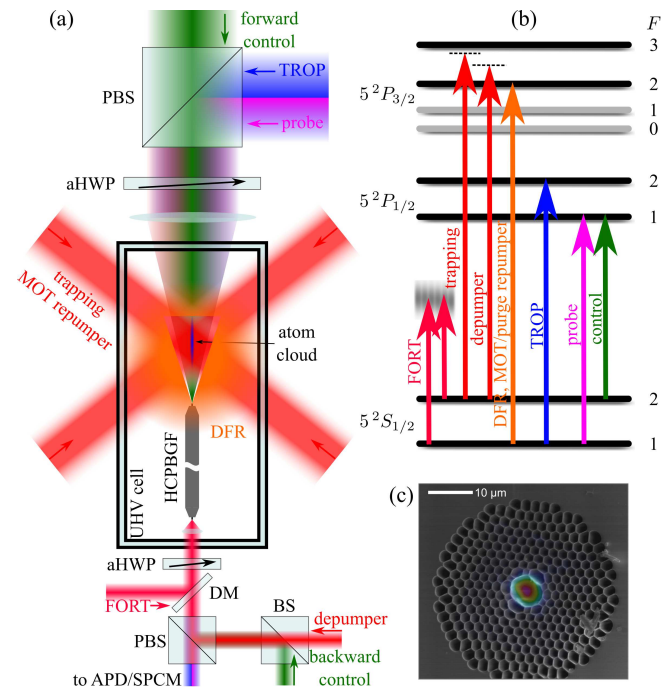 (a)
forward
control
TROP
PBS
probe
aHWP
trapping
MOT repumper
atom
cloud
DFR
HCPBGF
UHV cell
aHWP
DM
FORT
BS
depumper
PBS
backward
control
to APD/SPCM
(b)
F
3
2
5 ²P₃/₂
1
0
2
5 ²P₁/₂
1
FORT
trapping
depumper
DFR, MOT/purge repumper
TROP
probe
control
2
5 ²S₁/₂
1
(c)
10 µm